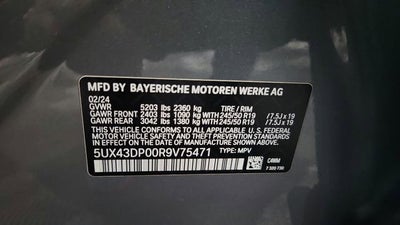 MFD BY BAYERISCHE MOTOREN WERKE AG
02/24
GVWR 5203 lbs 2360 kg TIRE / RIM
GAWR FRONT 2403 lbs 1090 kg 245/50 R19 / 7,5J x 19
GAWR REAR 3042 lbs 1380 kg 245/50 R19 / 7,5J x 19
THIS VEHICLE CONFORMS TO ALL APPLICABLE U. S. FEDERAL
MOTOR VEHICLE SAFETY AND THEFT PREVENTION STANDARDS
IN EFFECT ON THE DATE OF MANUFACTURE SHOWN ABOVE.
5UX43DP00R9V75471 TYPE: MPV